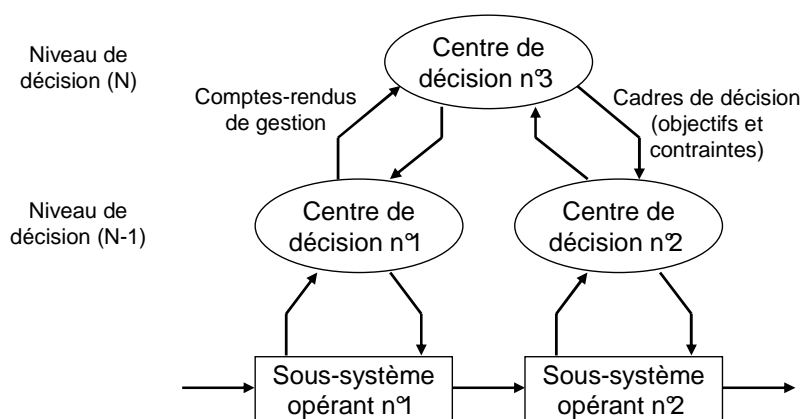 Niveau de
décision (N)
Centre de
décision n°3
Comptes-rendus
de gestion
Cadres de décision
(objectifs et
contraintes)
Niveau de
décision (N-1)
Centre de
décision n°1
Centre de
décision n°2
Sous-système
opérant n°1
Sous-système
opérant n°2